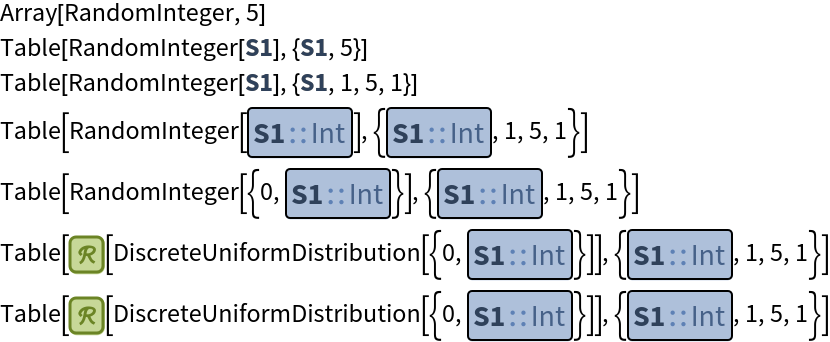 Array[RandomInteger, 5]
Table[RandomInteger[S1], {S1, 5}]
Table[RandomInteger[S1], {S1, 1, 5, 1}]
Table[RandomInteger[S1::Int], {S1::Int, 1, 5, 1}]
Table[RandomInteger[{0, S1::Int}], {S1::Int, 1, 5, 1}]
Table[ℛ[DiscreteUniformDistribution[{0, S1::Int}]], {S1::Int, 1, 5, 1}]
Table[ℛ[DiscreteUniformDistribution[{0, S1::Int}]], {S1::Int, 1, 5, 1}]